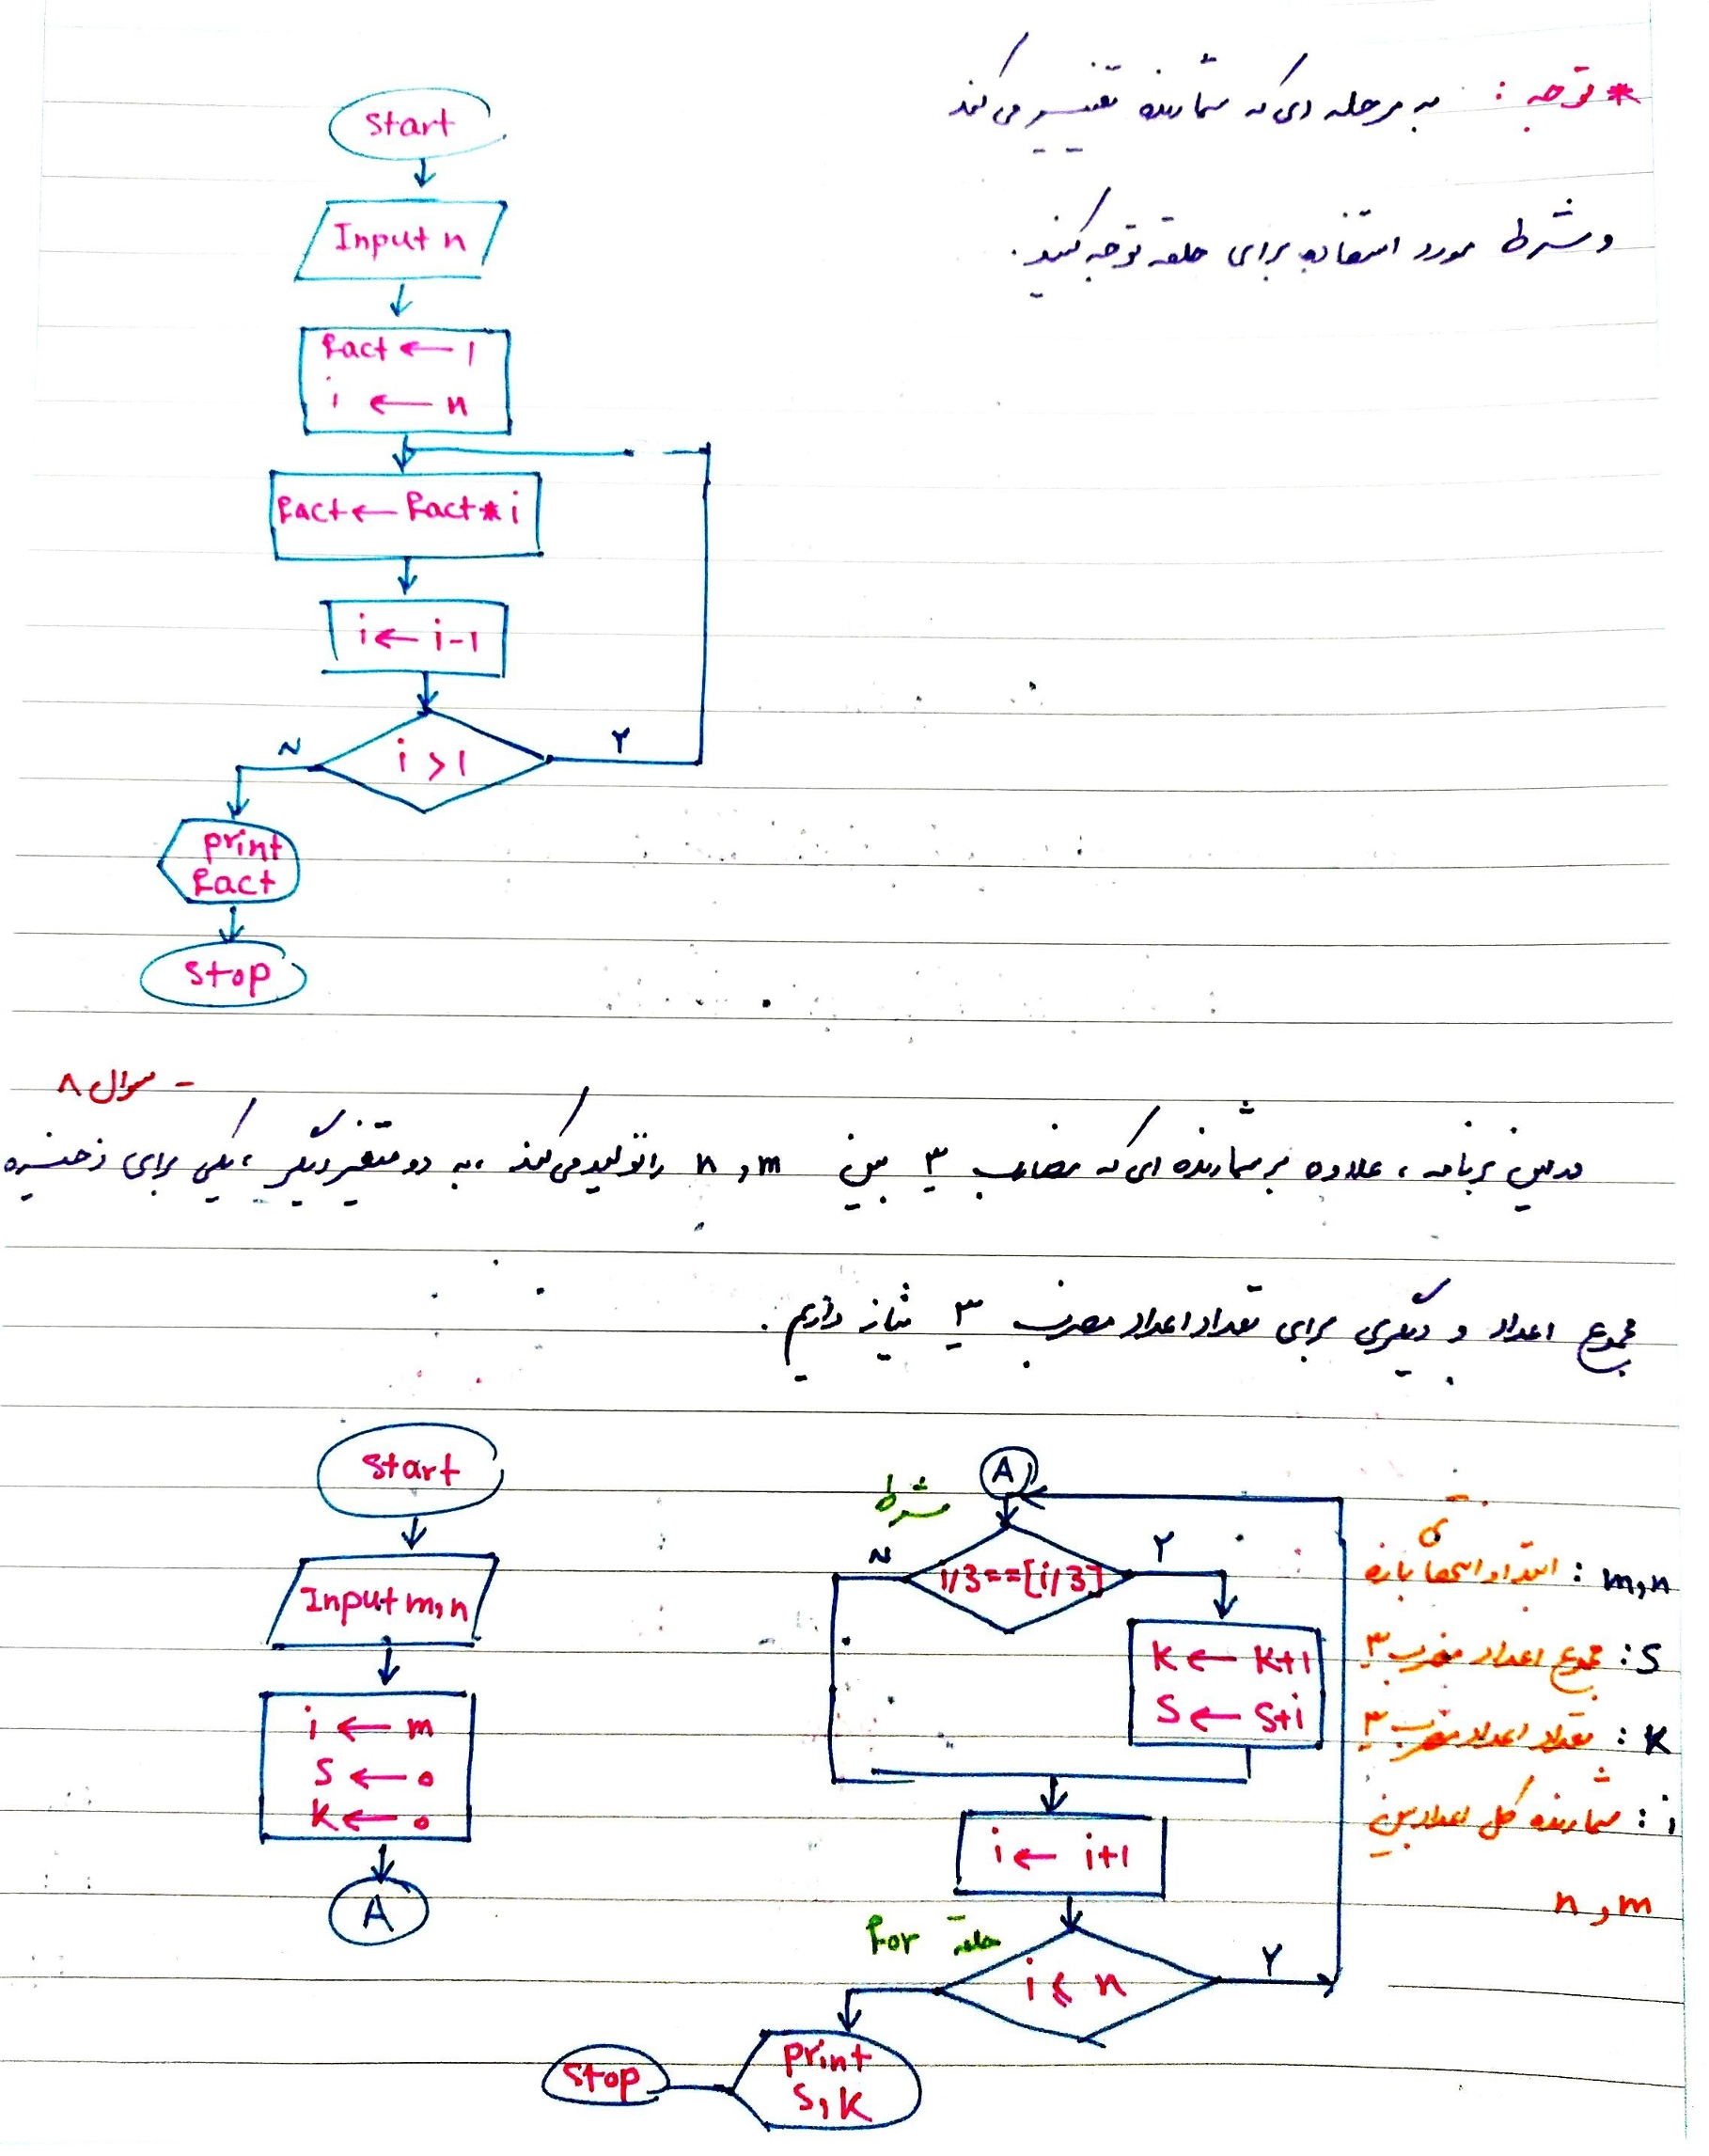 * توجه : به مرحله ای که شمارنده تغییر می کند
و شرط مورد استفاده برای حلقه توجه کنید.
Start
Input n
Fact ← 1
i ← n
Fact ← Fact * i
i ← i-1
i > 1
N
Y
print
Fact
Stop
- سوال ۸
در این برنامه ، علاوه بر شمارنده ای که مضارب ۳ بین m و n را تولید می کند ، به دو متغیر دیگر ، یکی برای ذخیره
مجموع اعداد و دیگری برای تعداد اعداد مضرب ۳ نیاز داریم .
Start
Input m,n
i ← m
S ← 0
K ← 0
A
A
شرط
i/3==[i/3]
N
Y
K ← K+1
S ← S+i
i ← i+1
حلقه For
i ≤ n
Y
print
S,K
Stop
m,n : ابتدا و انتهای بازه
S : مجموع اعداد مضرب ۳
K : تعداد اعداد مضرب ۳
i : شمارنده کل اعداد بین
m و n